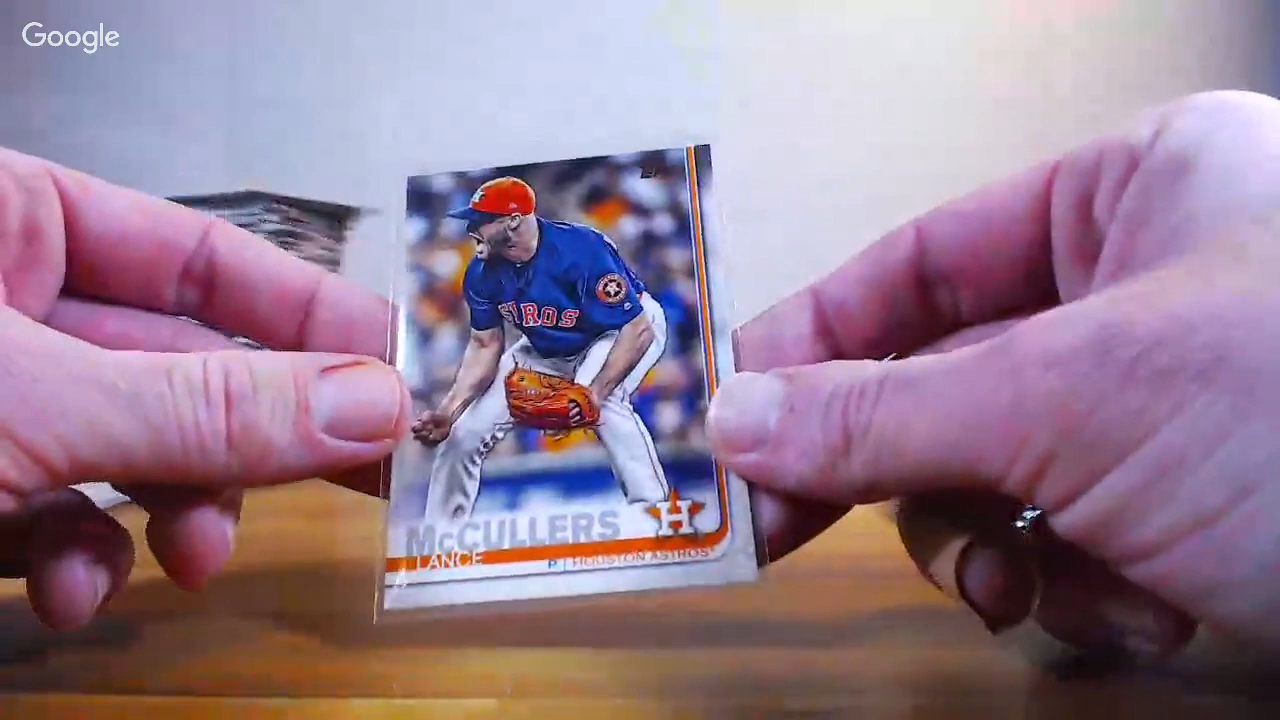 Google
STROS
McCULLERS
LANCE
P | HOUSTON ASTROS
H